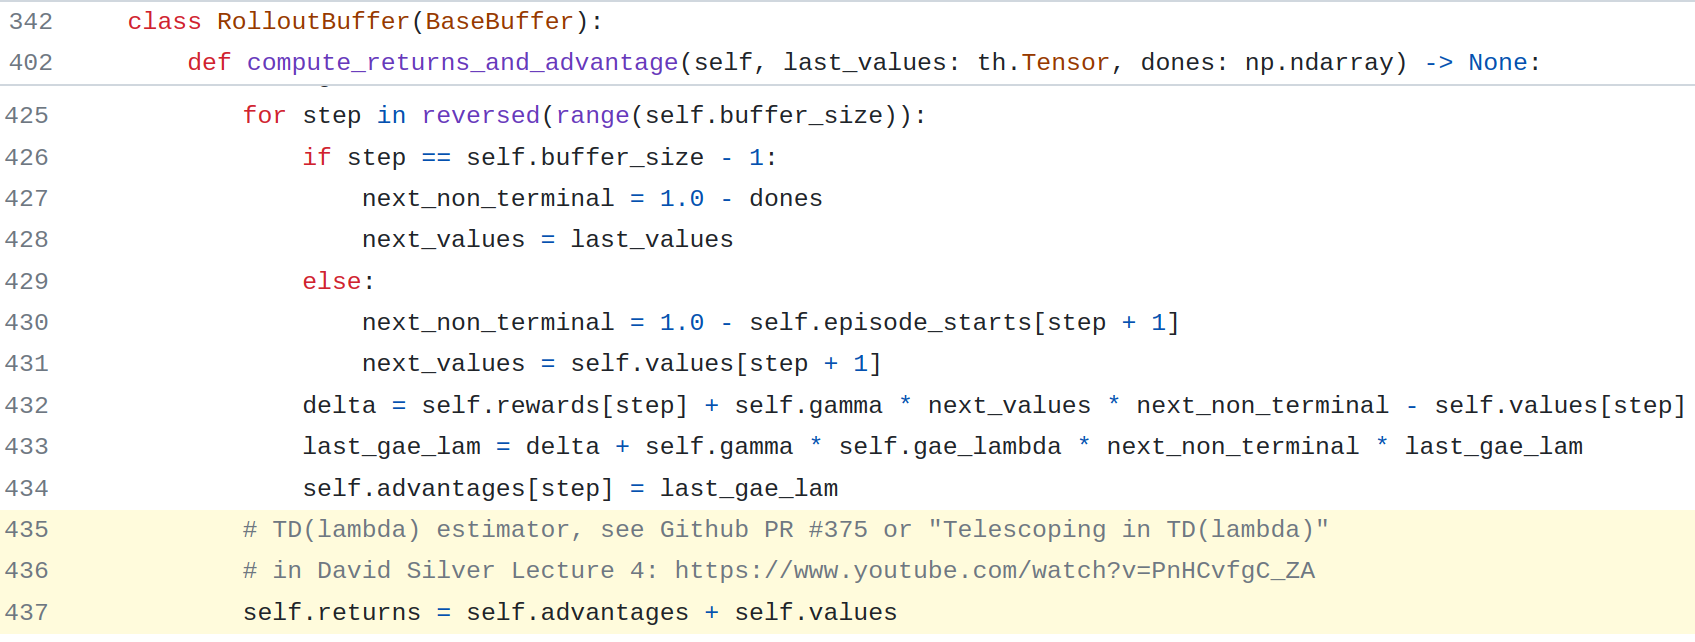 342 class RolloutBuffer(BaseBuffer):
402 def compute_returns_and_advantage(self, last_values: th.Tensor, dones: np.ndarray) -> None:
425 for step in reversed(range(self.buffer_size)):
426 if step == self.buffer_size - 1:
427 next_non_terminal = 1.0 - dones
428 next_values = last_values
429 else:
430 next_non_terminal = 1.0 - self.episode_starts[step + 1]
431 next_values = self.values[step + 1]
432 delta = self.rewards[step] + self.gamma * next_values * next_non_terminal - self.values[step]
433 last_gae_lam = delta + self.gamma * self.gae_lambda * next_non_terminal * last_gae_lam
434 self.advantages[step] = last_gae_lam
435 # TD(lambda) estimator, see Github PR #375 or "Telescoping in TD(lambda)"
436 # in David Silver Lecture 4: https://www.youtube.com/watch?v=PnHCvfgC_ZA
437 self.returns = self.advantages + self.values